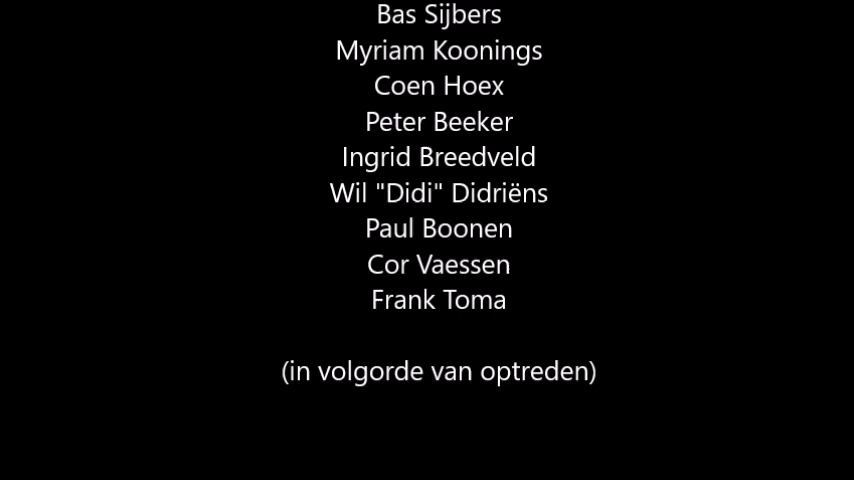 Bas Sijbers
Myriam Koonings
Coen Hoex
Peter Beeker
Ingrid Breedveld
Wil "Didi" Didriëns
Paul Boonen
Cor Vaessen
Frank Toma
(in volgorde van optreden)